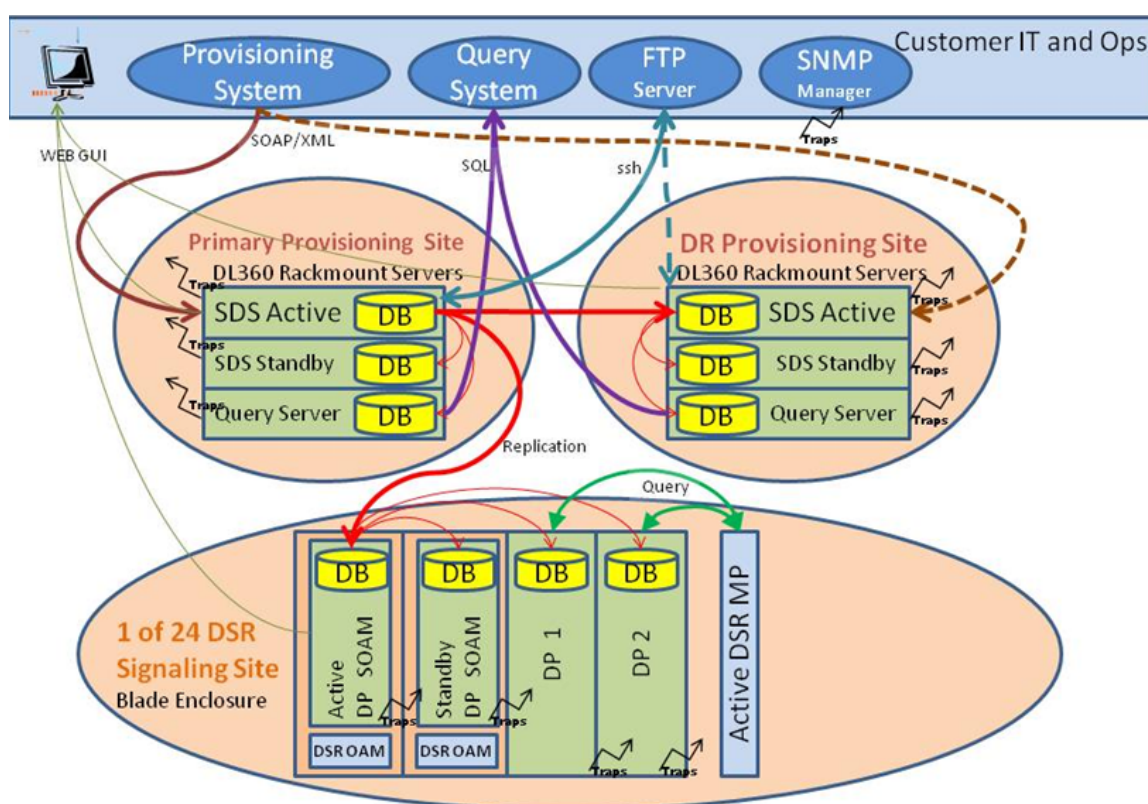 Customer IT and Ops
Provisioning
System
Query
System
FTP
Server
SNMP
Manager
Traps
WEB GUI
SOAP/XML
SQL
ssh
Primary Provisioning Site
DL360 Rackmount Servers
Traps
SDS Active
DB
Traps
SDS Standby
DB
Traps
Query Server
DB
DR Provisioning Site
DL360 Rackmount Servers
Traps
DB
SDS Active
DB
SDS Standby
Traps
DB
Query Server
Traps
Replication
Query
1 of 24 DSR
Signaling Site
Blade Enclosure
DB
Active
DP SOAM
Traps
DSR OAM
DB
Standby
DP SOAM
Traps
DSR OAM
DB
DP 1
Traps
DB
DP 2
Traps
Active DSR MP